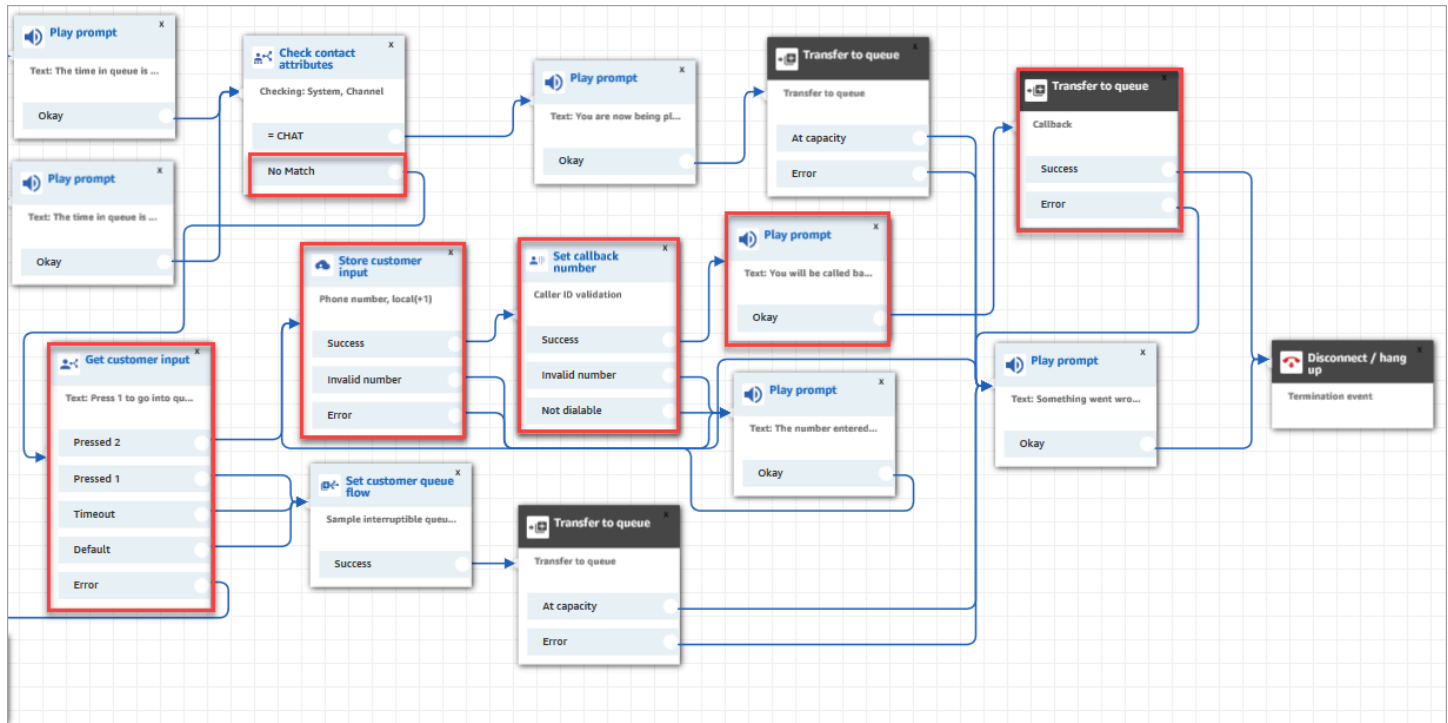 Play prompt
x
Text: The time in queue is ...
Okay
Play prompt
x
Text: The time in queue is ...
Okay
Check contact
attributes
x
Checking: System, Channel
= CHAT
No Match
Play prompt
x
Text: You are now being pl...
Okay
Transfer to queue
x
Transfer to queue
At capacity
Error
Transfer to queue
x
Callback
Success
Error
Get customer input
x
Text: Press 1 to go into qu...
Pressed 2
Pressed 1
Timeout
Default
Error
Store customer
input
x
Phone number, local(+1)
Success
Invalid number
Error
Set callback
number
x
Caller ID validation
Success
Invalid number
Not dialable
Play prompt
x
Text: You will be called ba...
Okay
Play prompt
x
Text: The number entered...
Okay
Play prompt
x
Text: Something went wro...
Okay
Disconnect / hang
up
x
Termination event
Set customer queue
flow
x
Sample interruptible queu...
Success
Transfer to queue
x
Transfer to queue
At capacity
Error